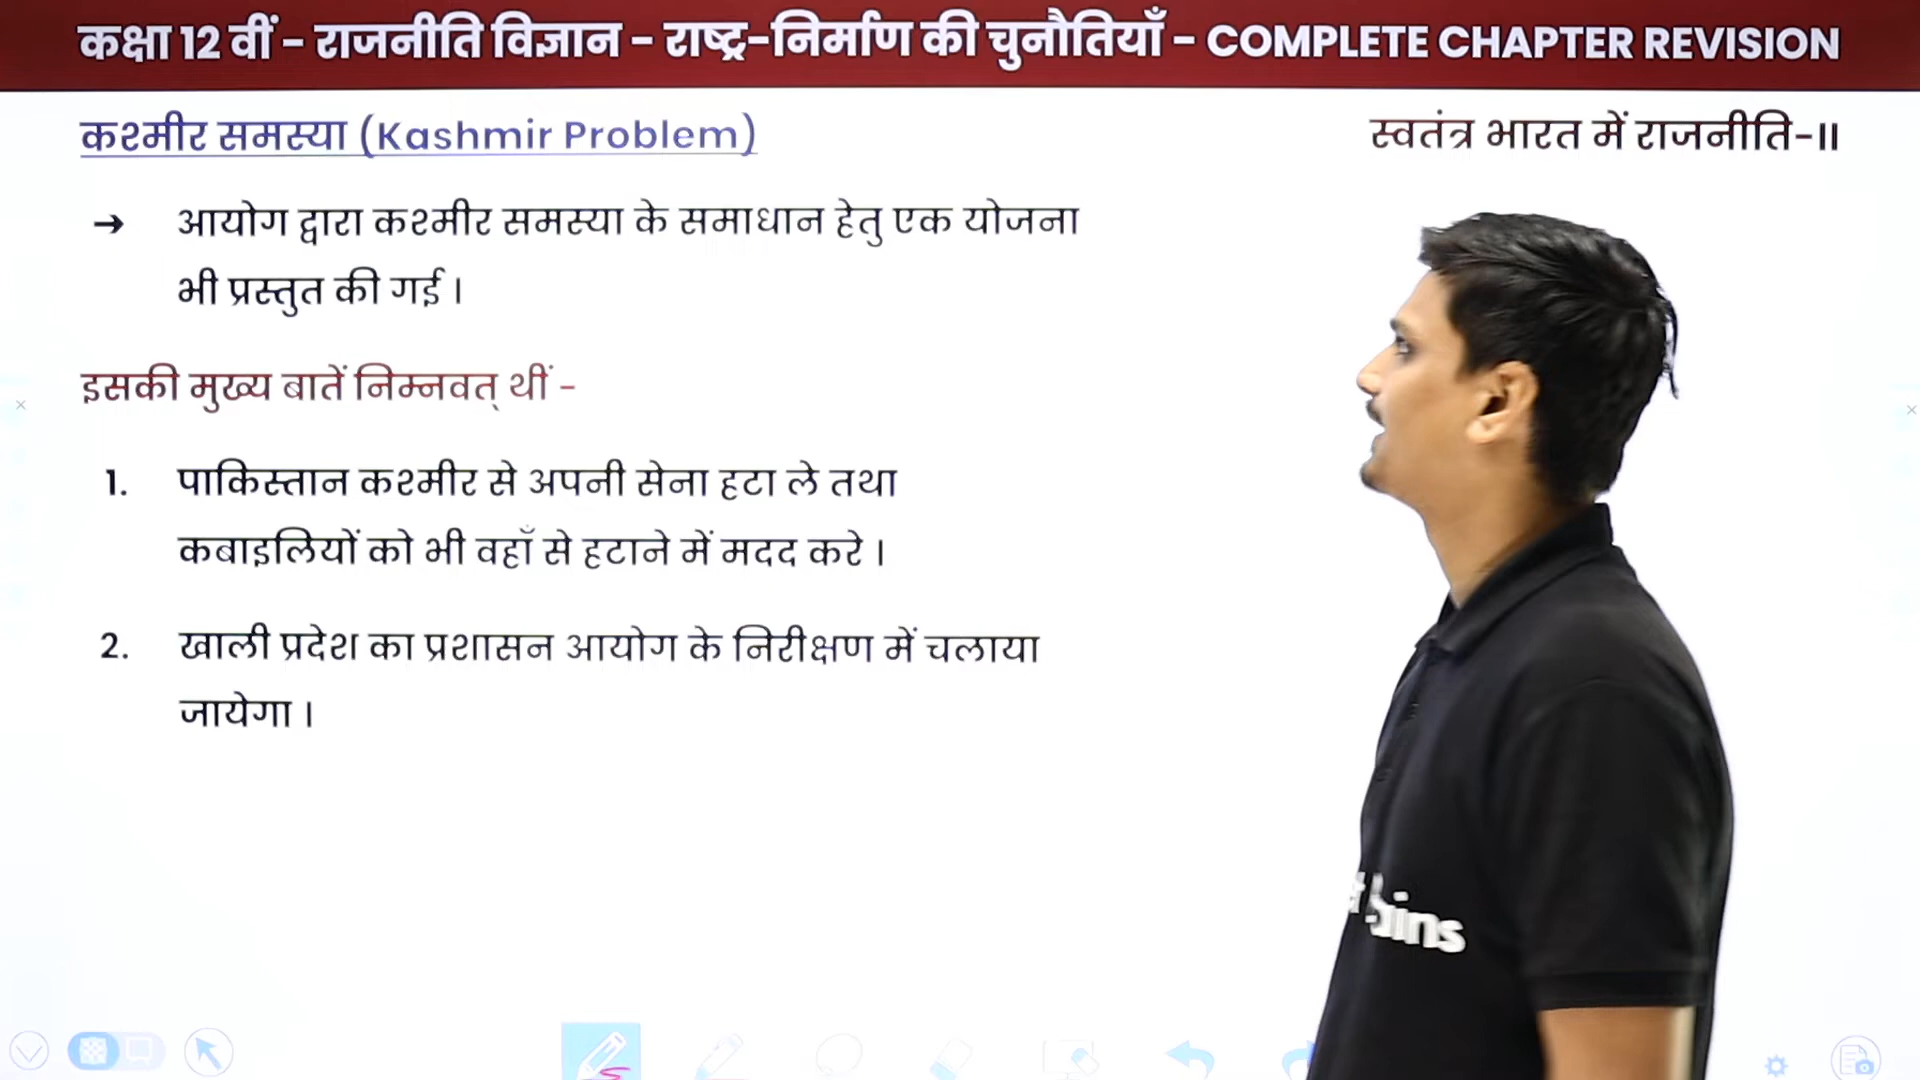 कक्षा 12 वीं - राजनीति विज्ञान - राष्ट्र-निर्माण की चुनौतियाँ - COMPLETE CHAPTER REVISION
कश्मीर समस्या (Kashmir Problem)
स्वतंत्र भारत में राजनीति-II
→ आयोग द्वारा कश्मीर समस्या के समाधान हेतु एक योजना
भी प्रस्तुत की गई ।
इसकी मुख्य बातें निम्नवत् थीं -
1. पाकिस्तान कश्मीर से अपनी सेना हटा ले तथा
कबाइलियों को भी वहाँ से हटाने में मदद करे ।
2. खाली प्रदेश का प्रशासन आयोग के निरीक्षण में चलाया
जायेगा ।